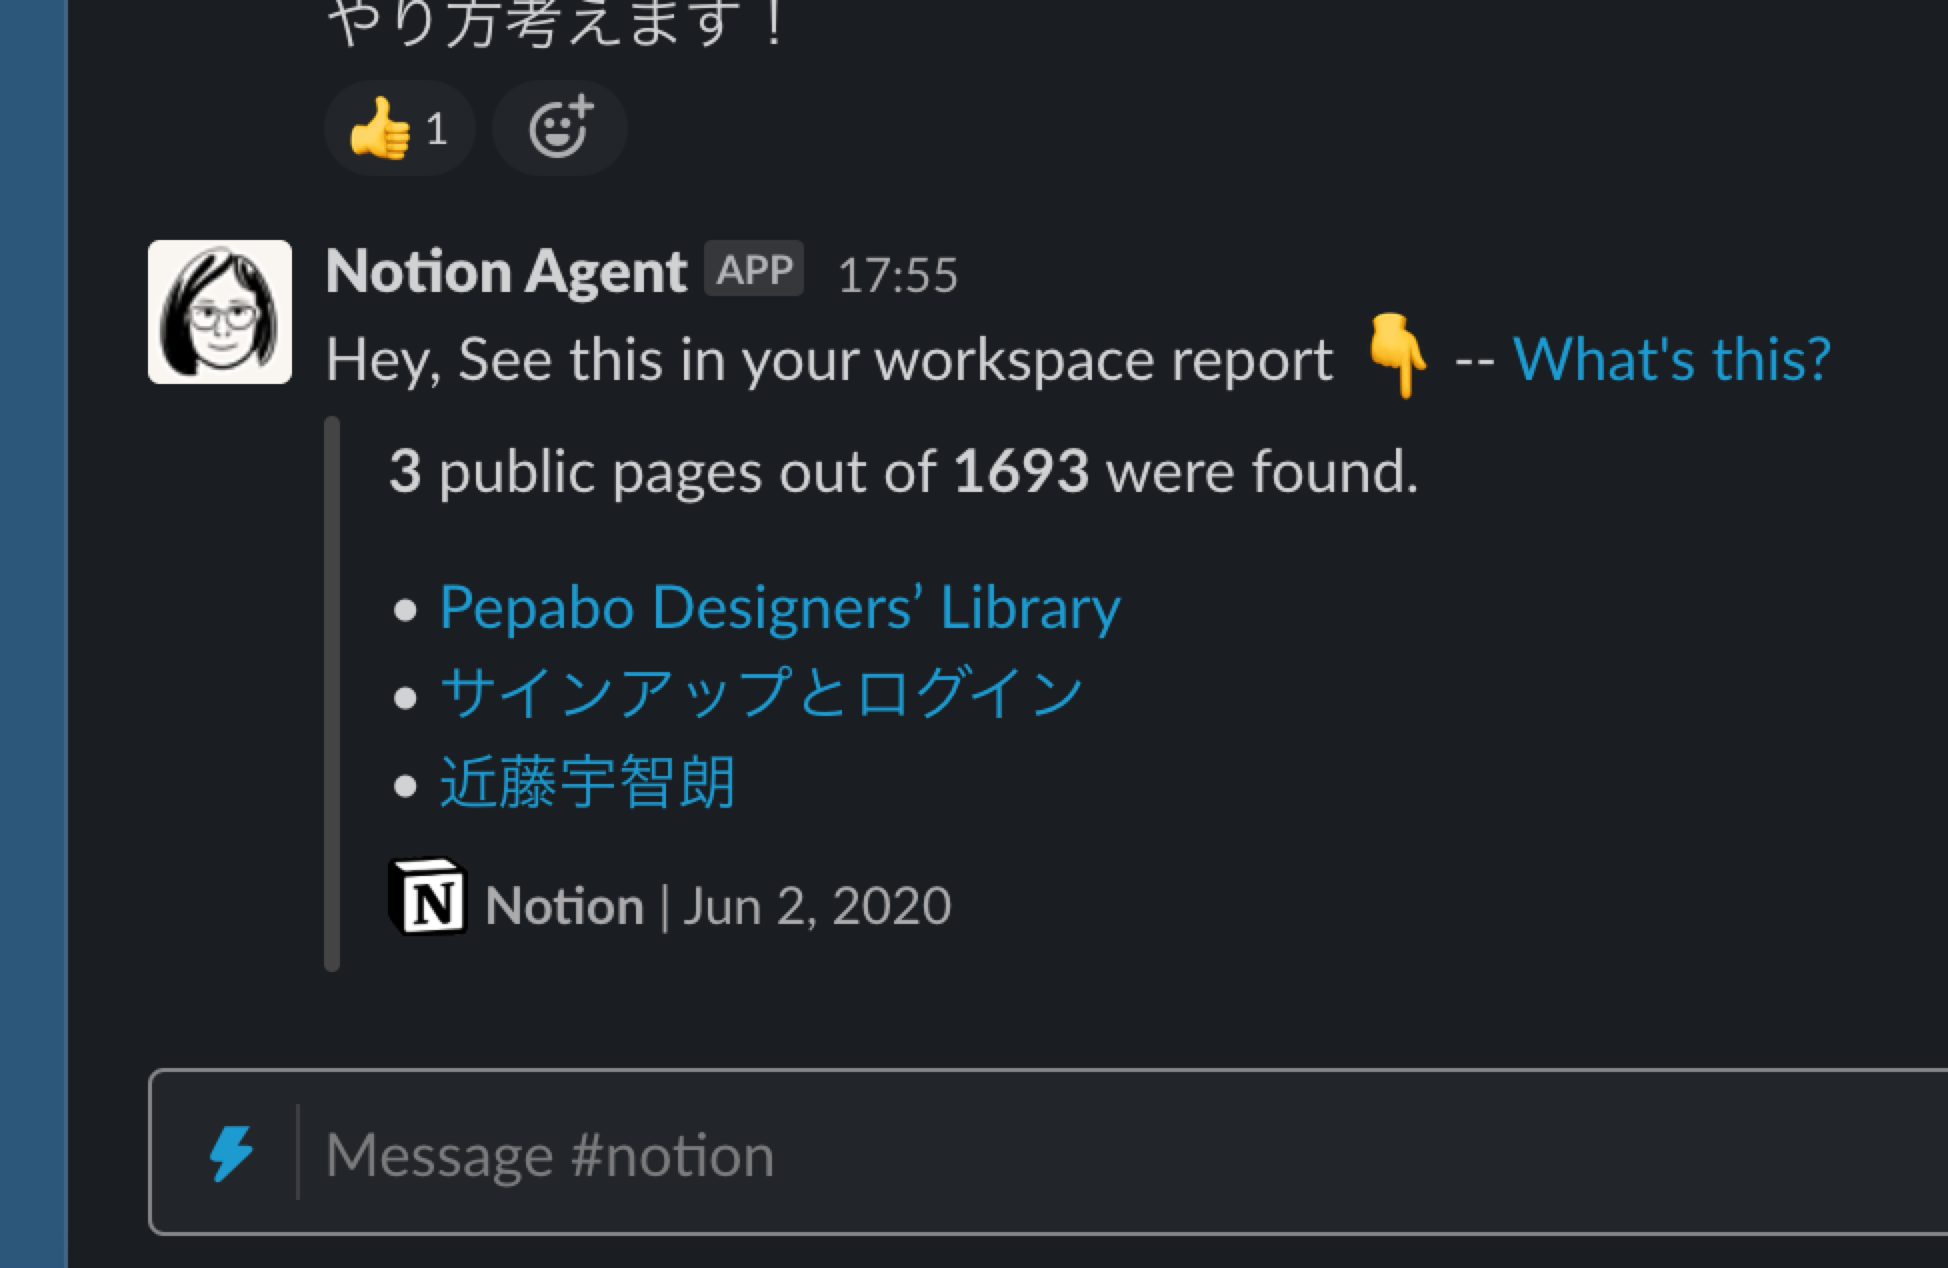 やり方考えます！
1
Notion Agent APP 17:55
Hey, See this in your workspace report 👇 -- What's this?
3 public pages out of 1693 were found.
• Pepabo Designers’ Library
• サインアップとログイン
• 近藤宇智朗
N Notion | Jun 2, 2020
Message #notion